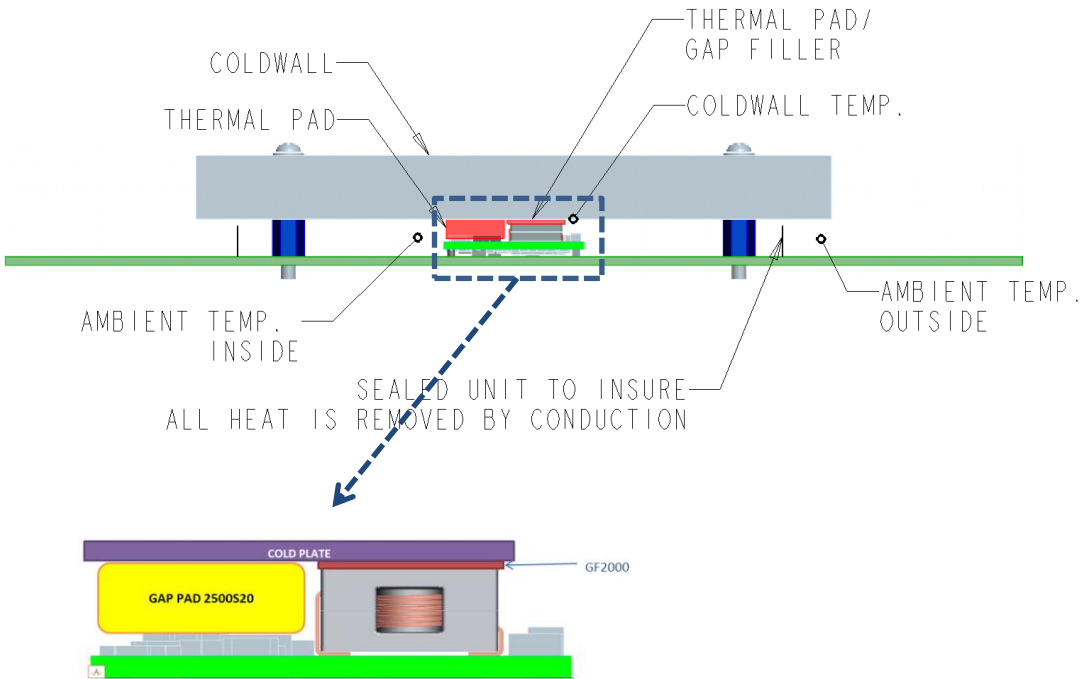 THERMAL PAD/
GAP FILLER
COLDWALL
COLDWALL TEMP.
THERMAL PAD
AMBIENT TEMP.
INSIDE
AMBIENT TEMP.
OUTSIDE
SEALED UNIT TO INSURE
ALL HEAT IS REMOVED BY CONDUCTION
COLD PLATE
GF2000
GAP PAD 2500S20
-A-